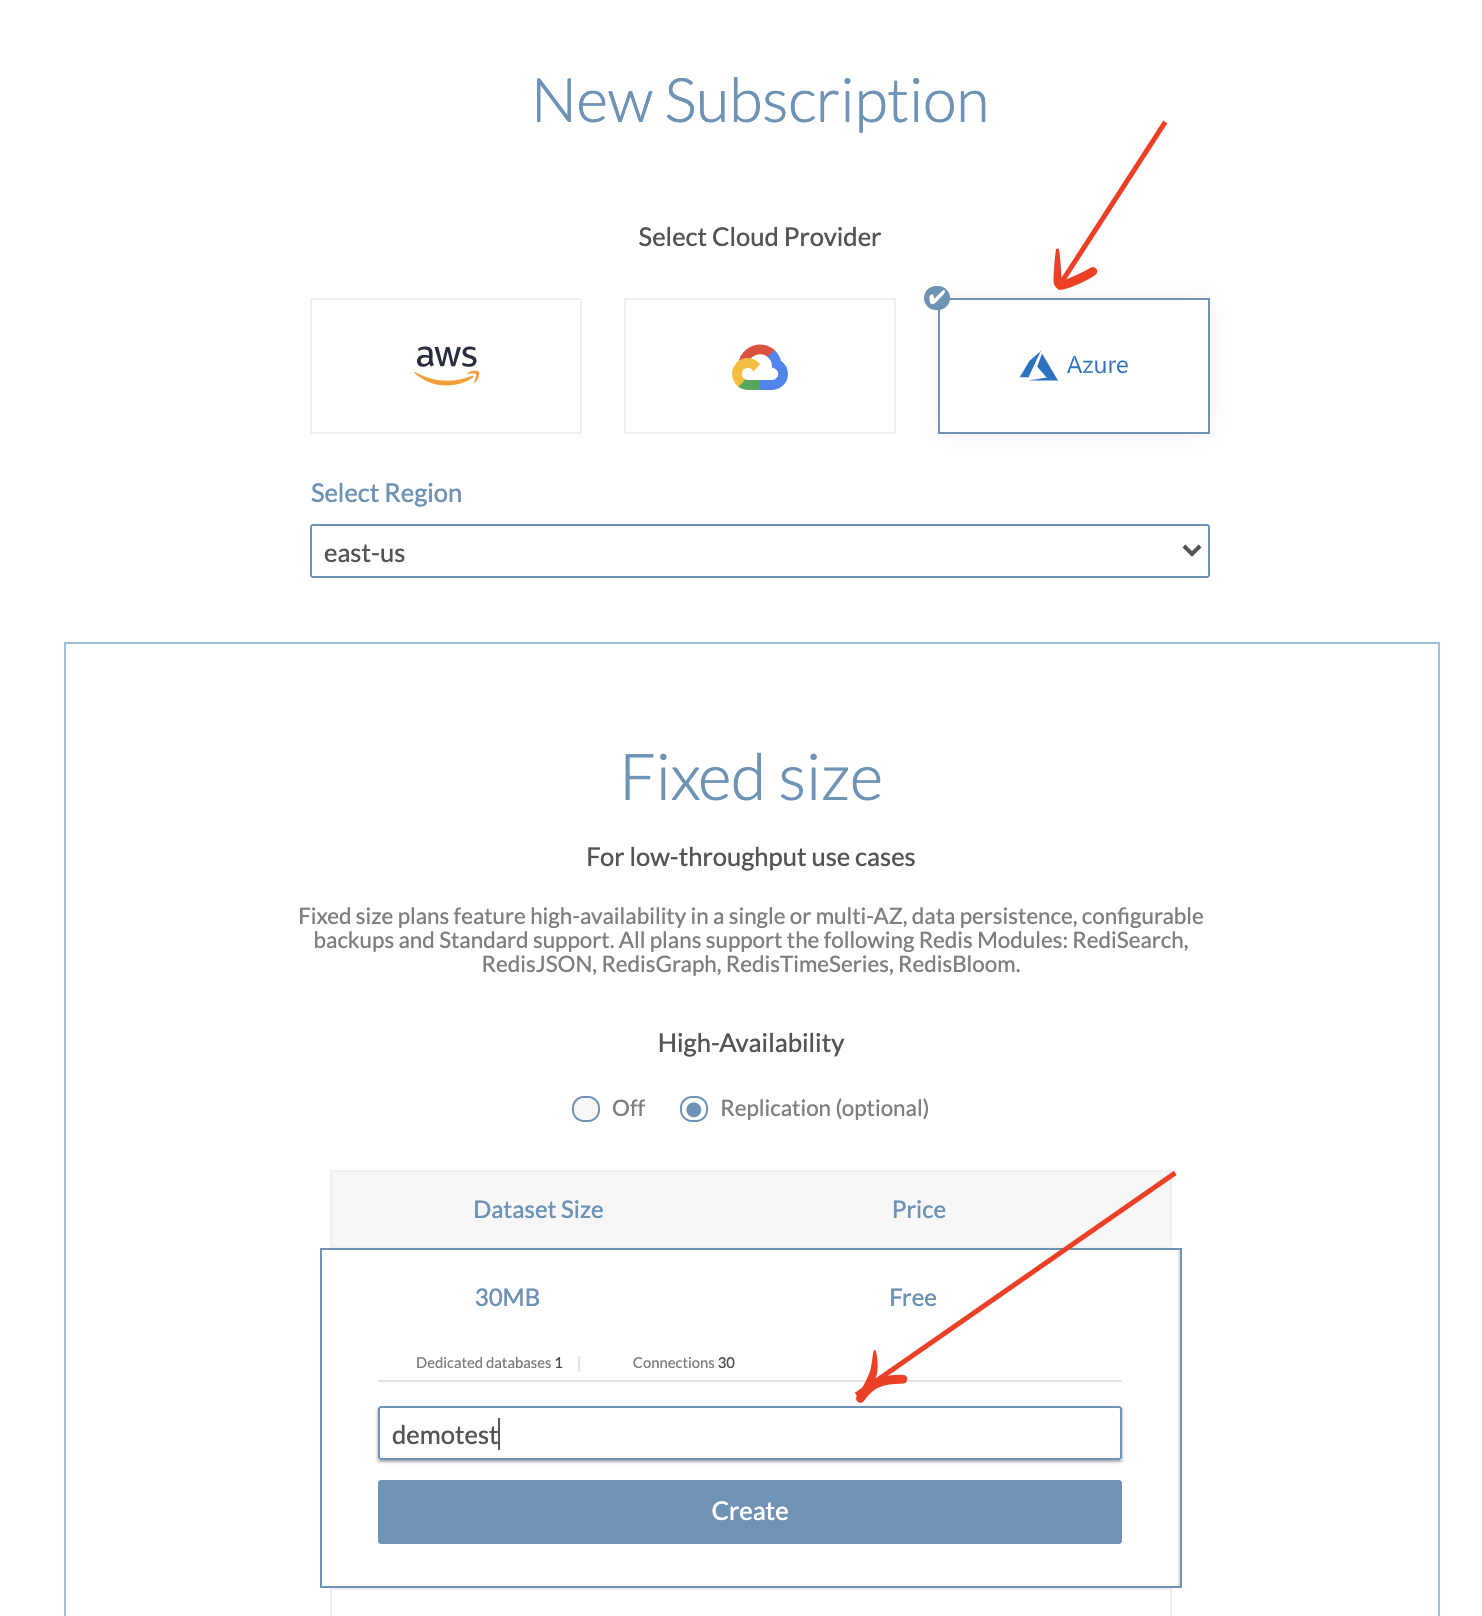 New Subscription
Select Cloud Provider
aws
Azure
Select Region
east-us
Fixed size
For low-throughput use cases
Fixed size plans feature high-availability in a single or multi-AZ, data persistence, configurable
backups and Standard support. All plans support the following Redis Modules: RediSearch,
RedisJSON, RedisGraph, RedisTimeSeries, RedisBloom.
High-Availability
Off Replication (optional)
Dataset Size Price
30MB Free
Dedicated databases 1 Connections 30
demotest
Create